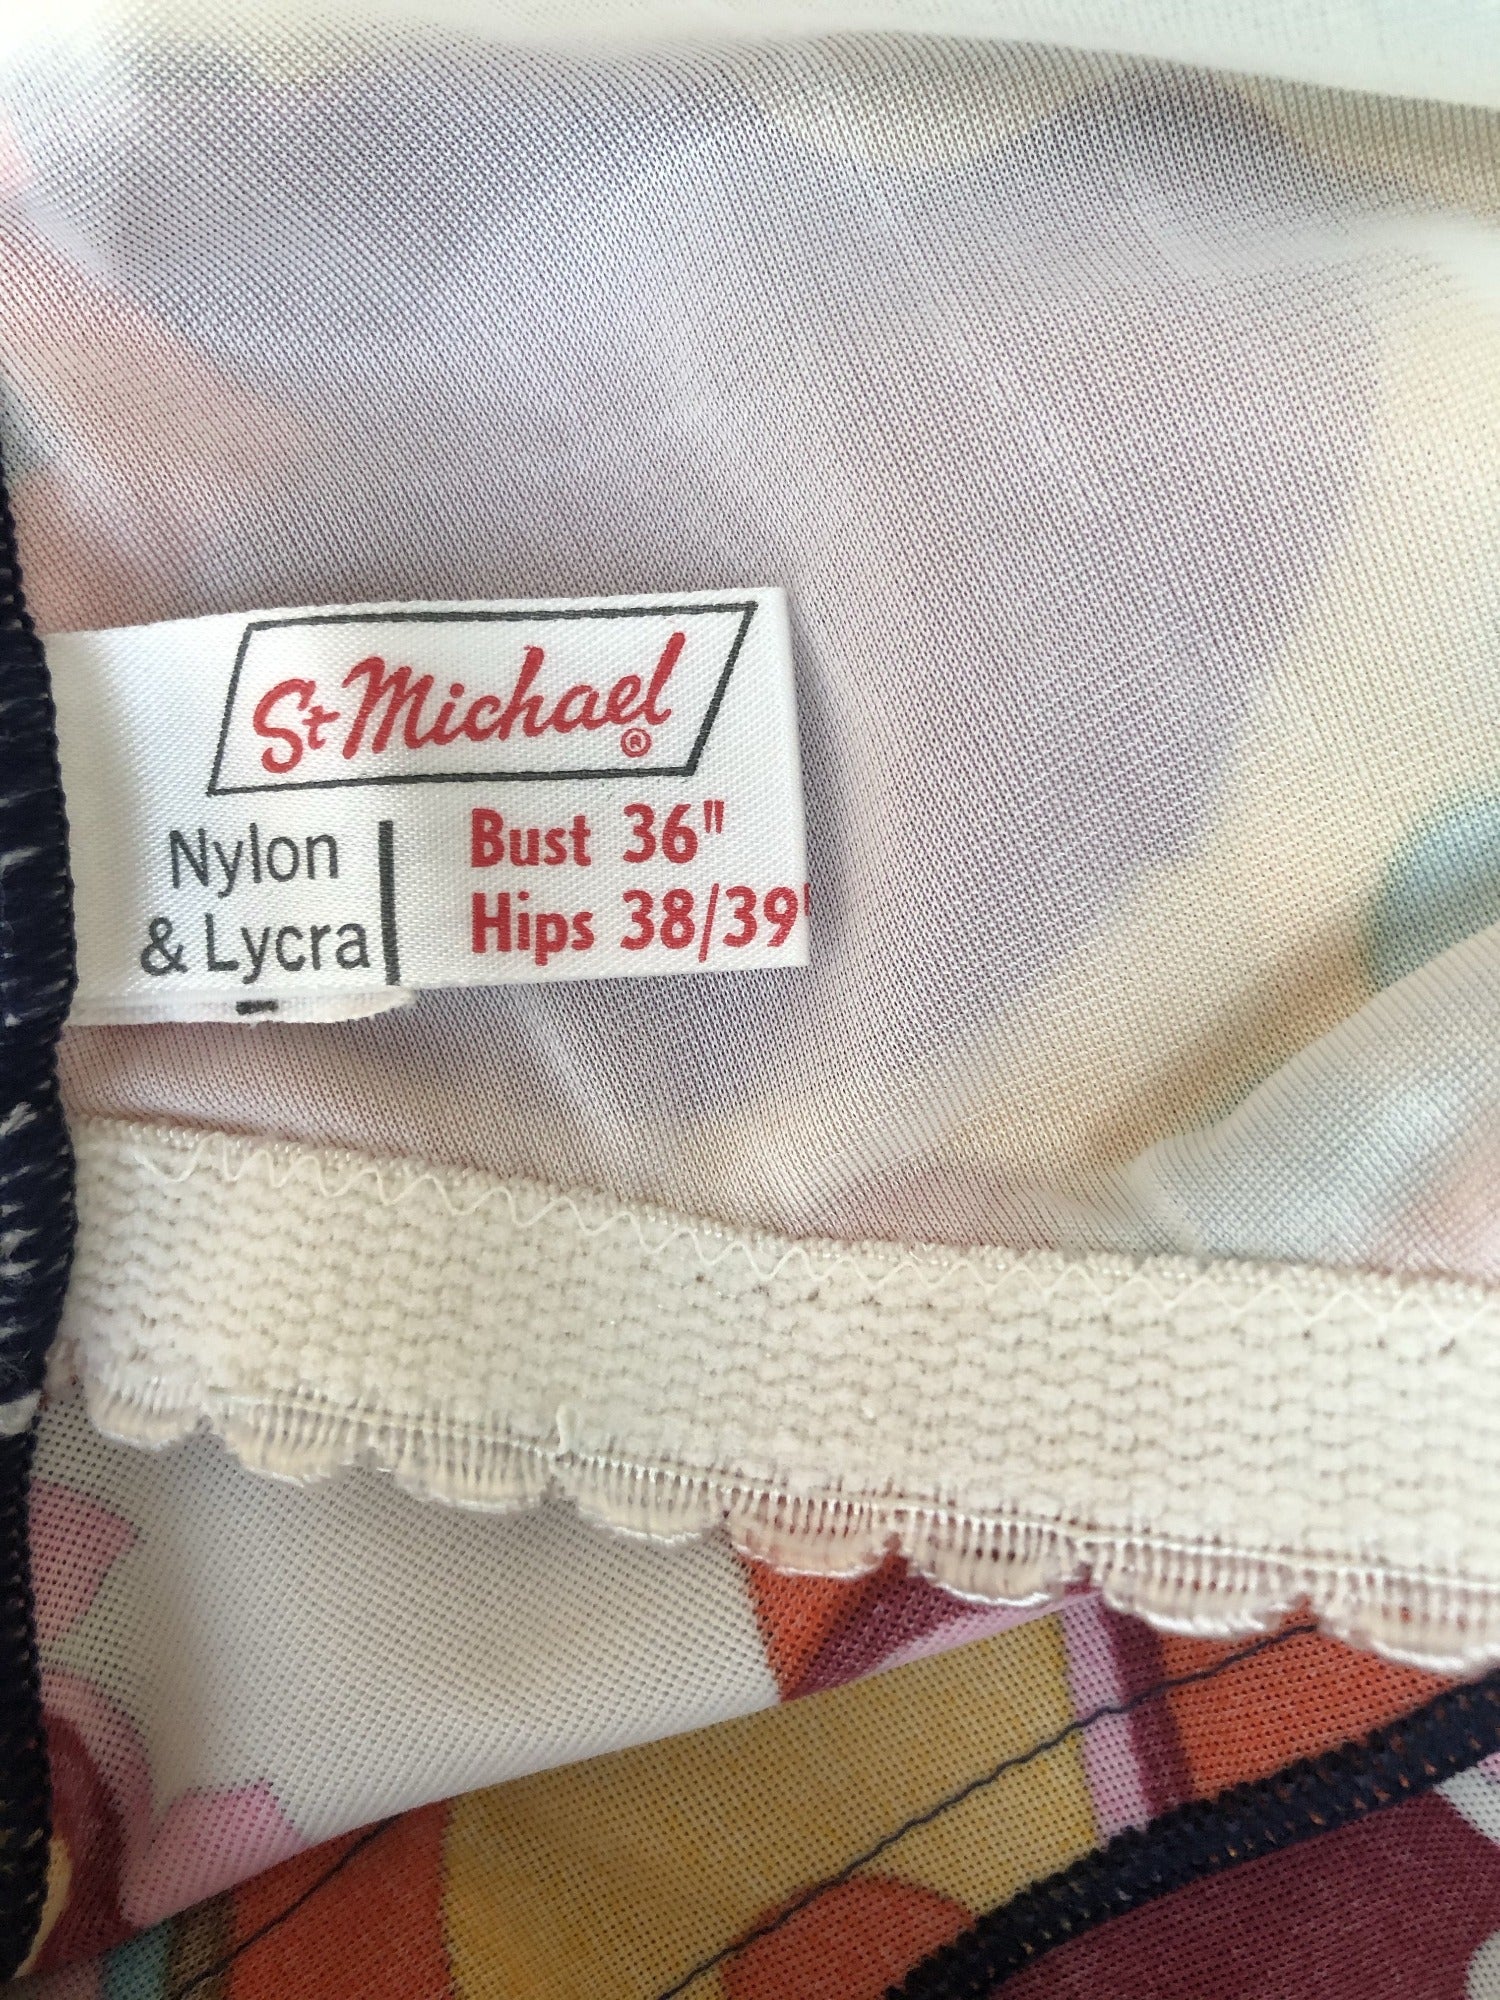 St Michael ®
Nylon
& Lycra
Bust 36"
Hips 38/39"